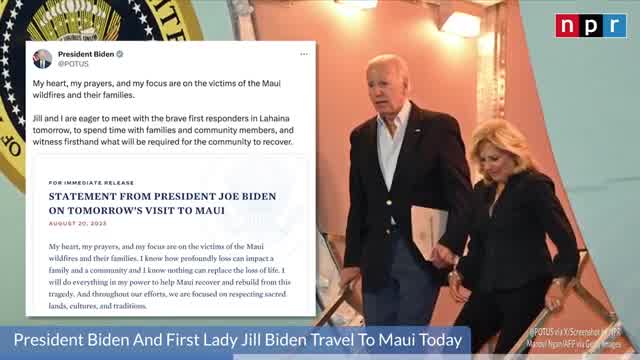 npr
President Biden
@POTUS
My heart, my prayers, and my focus are on the victims of the Maui
wildfires and their families.
Jill and I are eager to meet with the brave first responders in Lahaina
tomorrow, to spend time with families and community members, and
witness firsthand what will be required for the community to recover.
FOR IMMEDIATE RELEASE
STATEMENT FROM PRESIDENT JOE BIDEN
ON TOMORROW'S VISIT TO MAUI
AUGUST 20, 2023
My heart, my prayers, and my focus are on the victims of the Maui
wildfires and their families. I know how profoundly loss can impact a
family and a community and I know nothing can replace the loss of life. I
will do everything in my power to help Maui recover and rebuild from this
tragedy. And throughout our efforts, we are focused on respecting sacred
lands, cultures, and traditions.
@POTUS via X/Screenshot by NPR
Mandel Ngan/AFP via Getty Images
President Biden And First Lady Jill Biden Travel To Maui Today